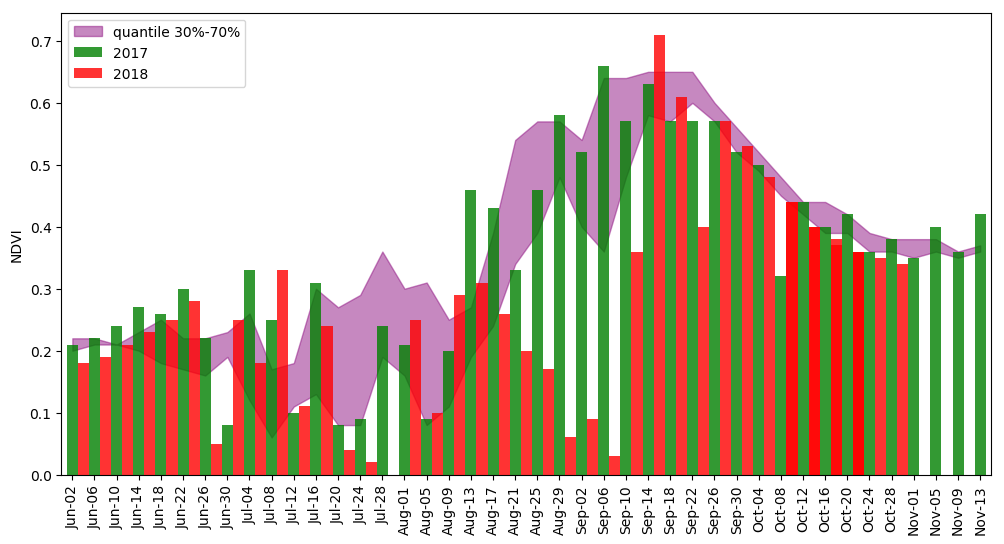 quantile 30%-70%
2017
2018
NDVI
0.7
0.6
0.5
0.4
0.3
0.2
0.1
0.0
Jun-02
Jun-06
Jun-10
Jun-14
Jun-18
Jun-22
Jun-26
Jun-30
Jul-04
Jul-08
Jul-12
Jul-16
Jul-20
Jul-24
Jul-28
Aug-01
Aug-05
Aug-09
Aug-13
Aug-17
Aug-21
Aug-25
Aug-29
Sep-02
Sep-06
Sep-10
Sep-14
Sep-18
Sep-22
Sep-26
Sep-30
Oct-04
Oct-08
Oct-12
Oct-16
Oct-20
Oct-24
Oct-28
Nov-01
Nov-05
Nov-09
Nov-13